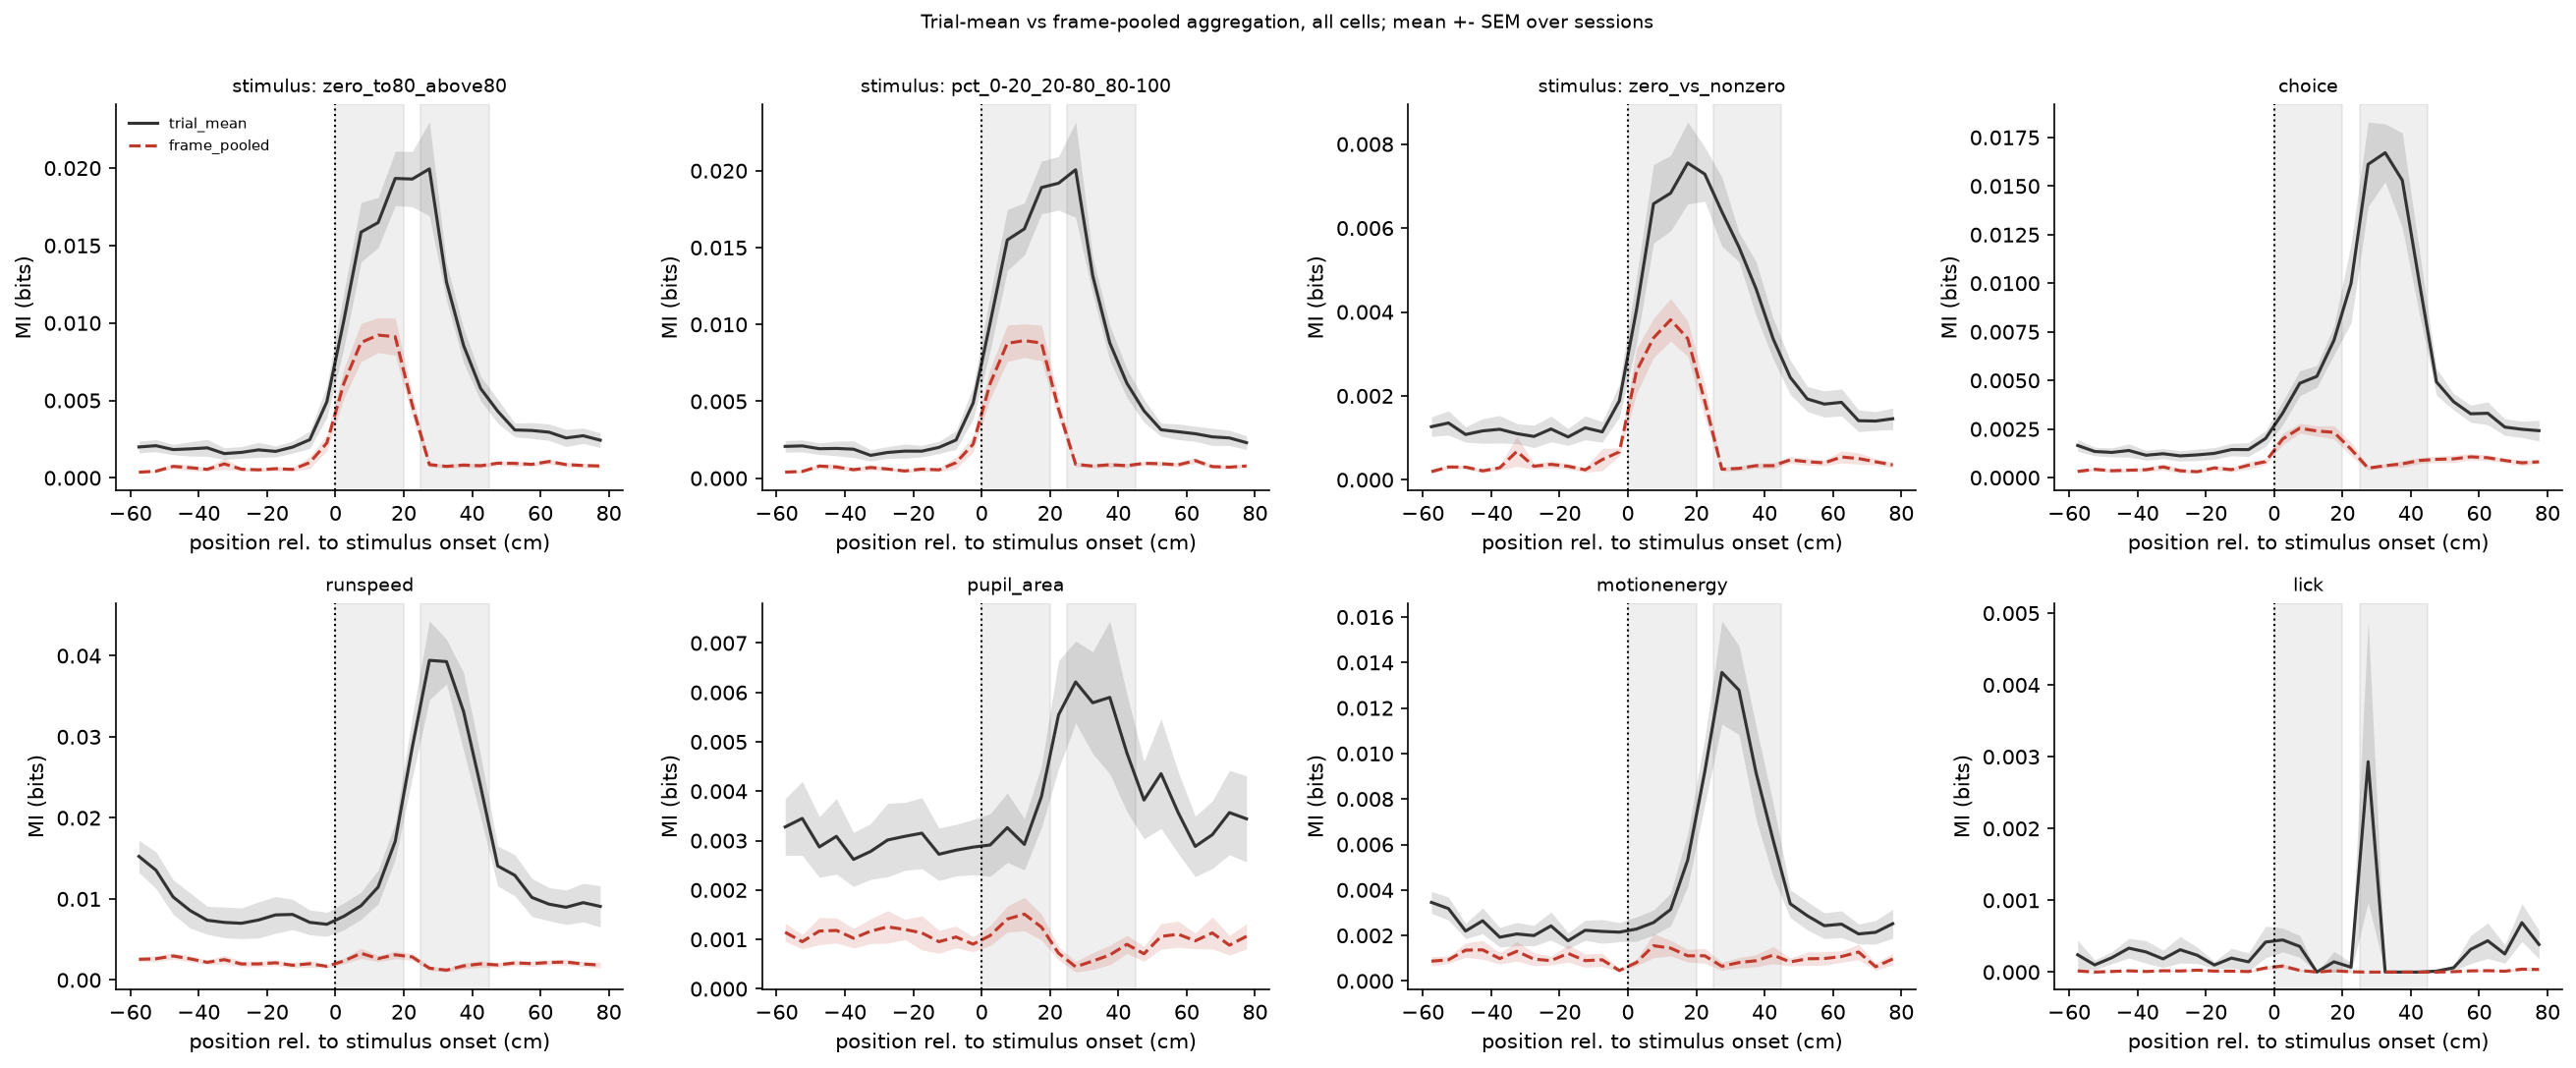 Trial-mean vs frame-pooled aggregation, all cells; mean +- SEM over sessions
stimulus: zero_to80_above80
trial_mean
frame_pooled
MI (bits)
0.020
0.015
0.010
0.005
0.000
−60 −40 −20 0 20 40 60 80
position rel. to stimulus onset (cm)
stimulus: pct_0-20_20-80_80-100
MI (bits)
0.020
0.015
0.010
0.005
0.000
−60 −40 −20 0 20 40 60 80
position rel. to stimulus onset (cm)
stimulus: zero_vs_nonzero
MI (bits)
0.008
0.006
0.004
0.002
0.000
−60 −40 −20 0 20 40 60 80
position rel. to stimulus onset (cm)
choice
MI (bits)
0.0175
0.0150
0.0125
0.0100
0.0075
0.0050
0.0025
0.0000
−60 −40 −20 0 20 40 60 80
position rel. to stimulus onset (cm)
runspeed
MI (bits)
0.04
0.03
0.02
0.01
0.00
−60 −40 −20 0 20 40 60 80
position rel. to stimulus onset (cm)
pupil_area
MI (bits)
0.007
0.006
0.005
0.004
0.003
0.002
0.001
0.000
−60 −40 −20 0 20 40 60 80
position rel. to stimulus onset (cm)
motionenergy
MI (bits)
0.016
0.014
0.012
0.010
0.008
0.006
0.004
0.002
0.000
−60 −40 −20 0 20 40 60 80
position rel. to stimulus onset (cm)
lick
MI (bits)
0.005
0.004
0.003
0.002
0.001
0.000
−60 −40 −20 0 20 40 60 80
position rel. to stimulus onset (cm)